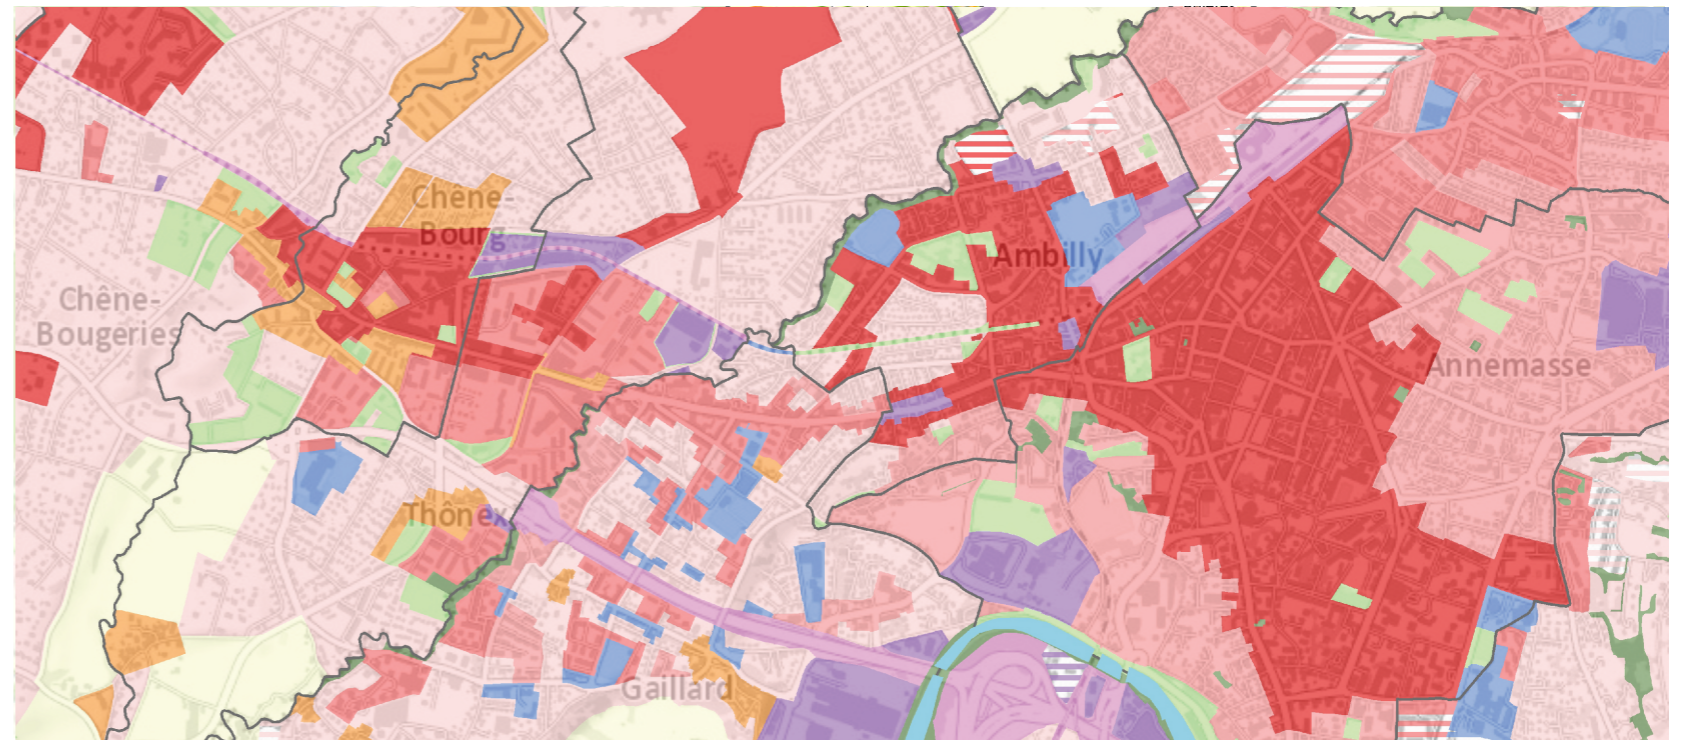 Chêne-
Bourg
Ambilly
Chêne-
Bougeries
Annemasse
Thônex
Gaillard